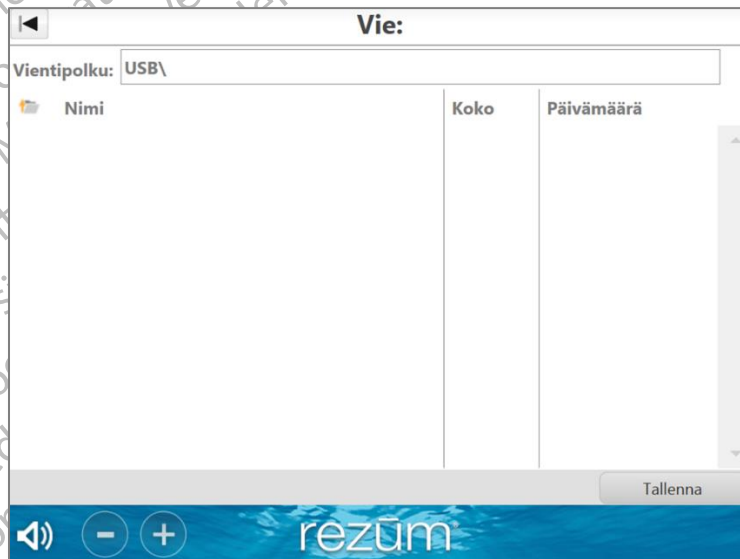 Vie:
Vientipolku: USB\
Nimi Koko Päivämäärä
Tallenna
rezūm